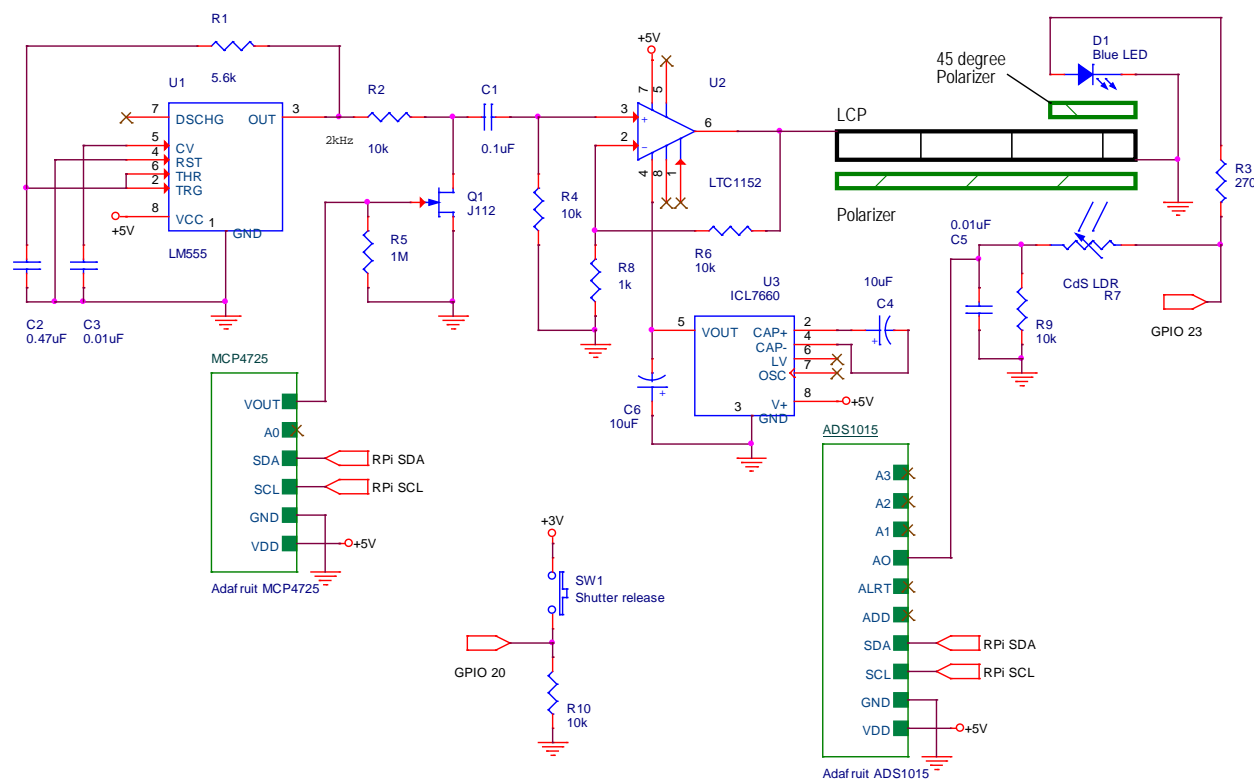 R1
5.6k
U1
7
DSCHG
OUT
3
5
CV
4
RST
6
THR
2
TRG
8
VCC
1
GND
+5V
LM555
C2
0.47uF
C3
0.01uF
2kHz
R2
10k
C1
0.1uF
Q1
J112
R5
1M
R4
10k
R8
1k
R6
10k
+5V
U2
7
5
3
+
2
−
6
4
8
1
LTC1152
LCP
45 degree
Polarizer
D1
Blue LED
Polarizer
R3
270
0.01uF
C5
CdS LDR
R7
R9
10k
GPIO 23
U3
ICL7660
5
VOUT
CAP+
2
CAP-
4
LV
6
OSC
7
V+
8
3
GND
+5V
10uF
C4
+
C6
10uF
+
MCP4725
VOUT
A0
SDA
RPi SDA
SCL
RPi SCL
GND
VDD
+5V
Adafruit MCP4725
+3V
SW1
Shutter release
GPIO 20
R10
10k
ADS1015
A3
A2
A1
AO
ALRT
ADD
SDA
RPi SDA
SCL
RPi SCL
GND
VDD
+5V
Adafruit ADS1015